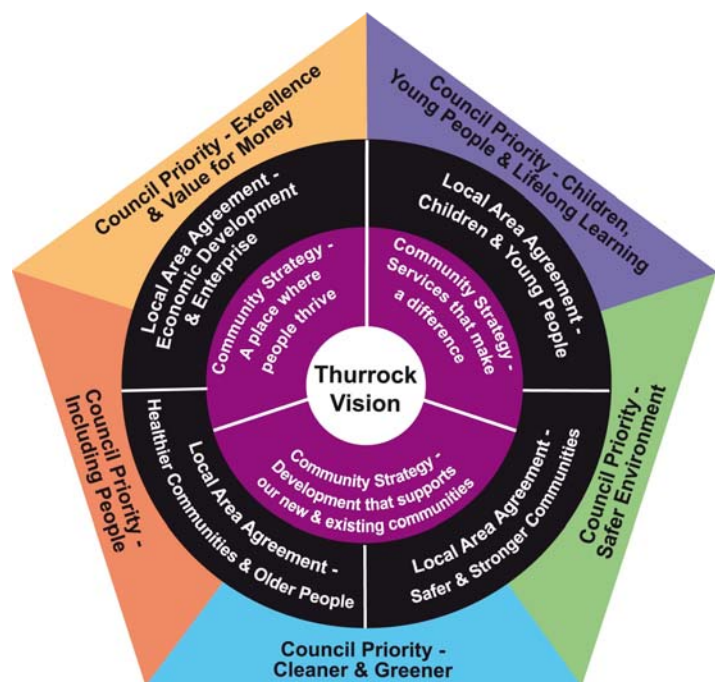 Council Priority - Excellence
& Value for Money
Council Priority - Children,
Young People & Lifelong Learning
Local Area Agreement -
Economic Development
& Enterprise
Local Area Agreement -
Children & Young People
Community Strategy -
A place where
people thrive
Community Strategy -
Services that make
a difference
Thurrock
Vision
Community Strategy -
Development that supports
our new & existing communities
Council Priority -
Including People
Local Area Agreement -
Healthier Communities & Older People
Local Area Agreement -
Safer & Stronger Communities
Council Priority -
Safer Environment
Council Priority -
Cleaner & Greener